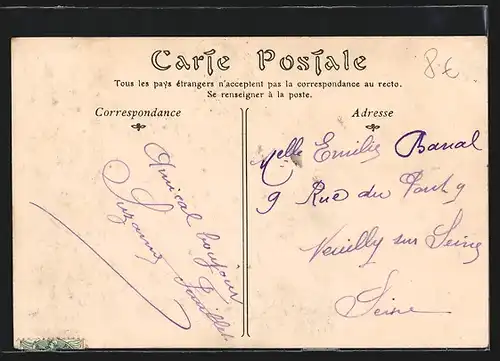 Carte Postale
8€
Tous les pays étrangers n'acceptent pas la correspondance au recto.
Se renseigner à la poste.
Correspondance
Amical bonjour
Suzanne
Adresse
Melle Emilie Banal
9 Rue du Pont 9
Neuilly sur Seine
Seine